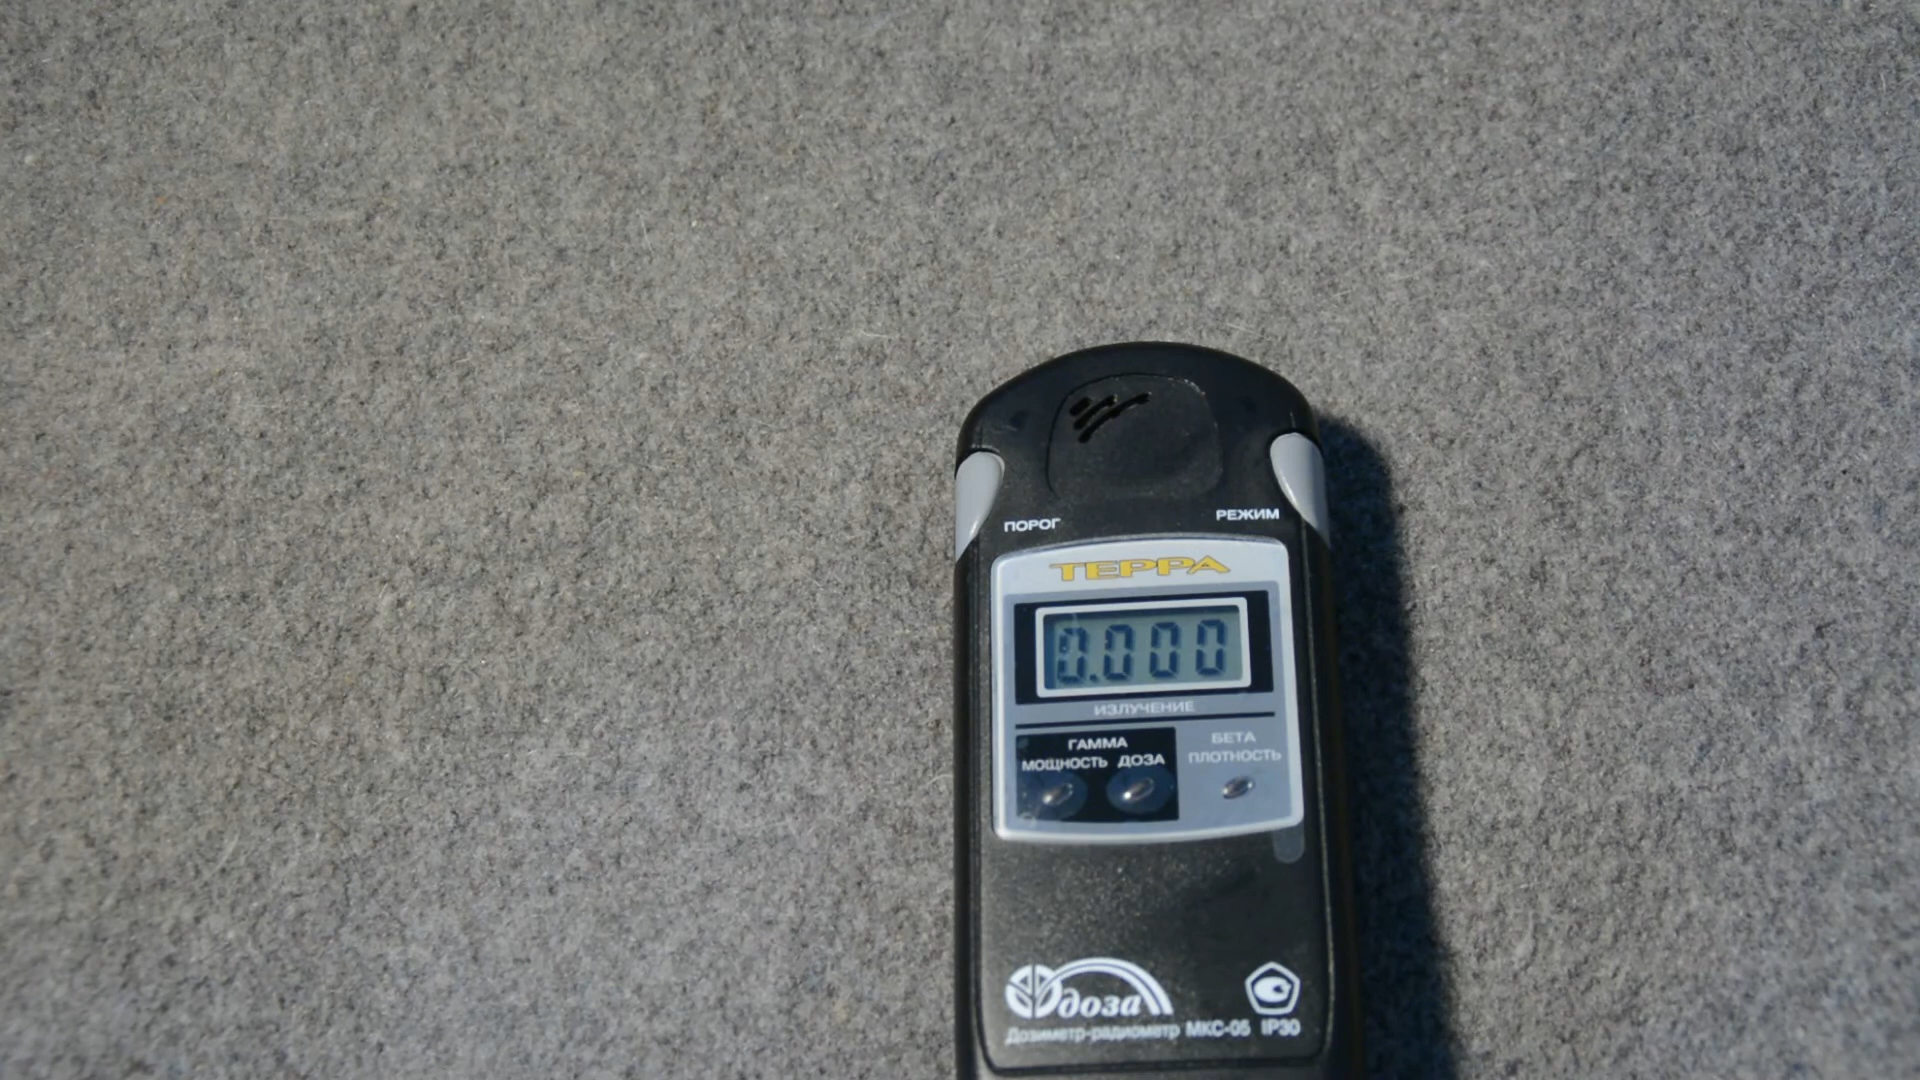 ПОРОГ РЕЖИМ
ТЕРРА
0.000
ИЗЛУЧЕНИЕ
ГАММА
МОЩНОСТЬ ДОЗА
БЕТА
ПЛОТНОСТЬ
доза
Дозиметр-радиометр МКС-05 IP30